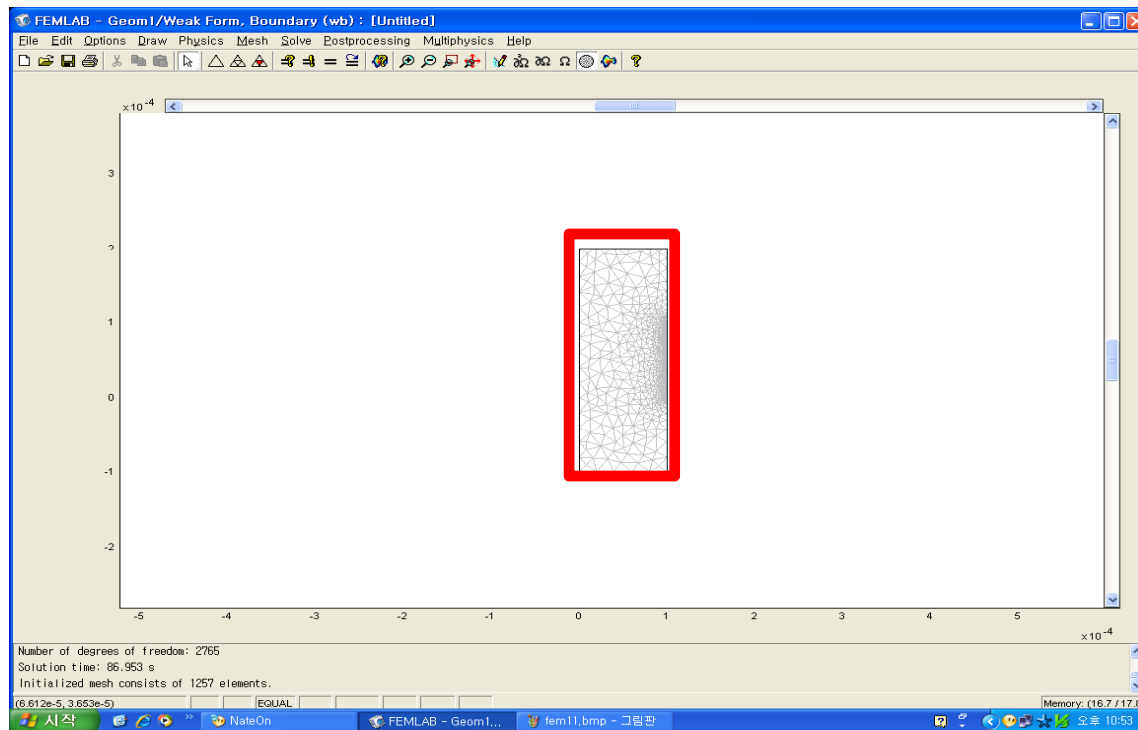 FEMLAB - Geom1/Weak Form, Boundary (wb) : [Untitled]
File Edit Options Draw Physics Mesh Solve Postprocessing Multiphysics Help
×10⁻⁴
3
2
1
0
-1
-2
-5 -4 -3 -2 -1 0 1 2 3 4 5
×10⁻⁴
Number of degrees of freedom: 2765
Solution time: 86.953 s
Initialized mesh consists of 1257 elements.
(6.612e-5, 3.653e-5) EQUAL Memory: (16.7 / 17.8
시작 NateOn FEMLAB - Geom1,... fem11,bmp - 그림판 오후 10:53